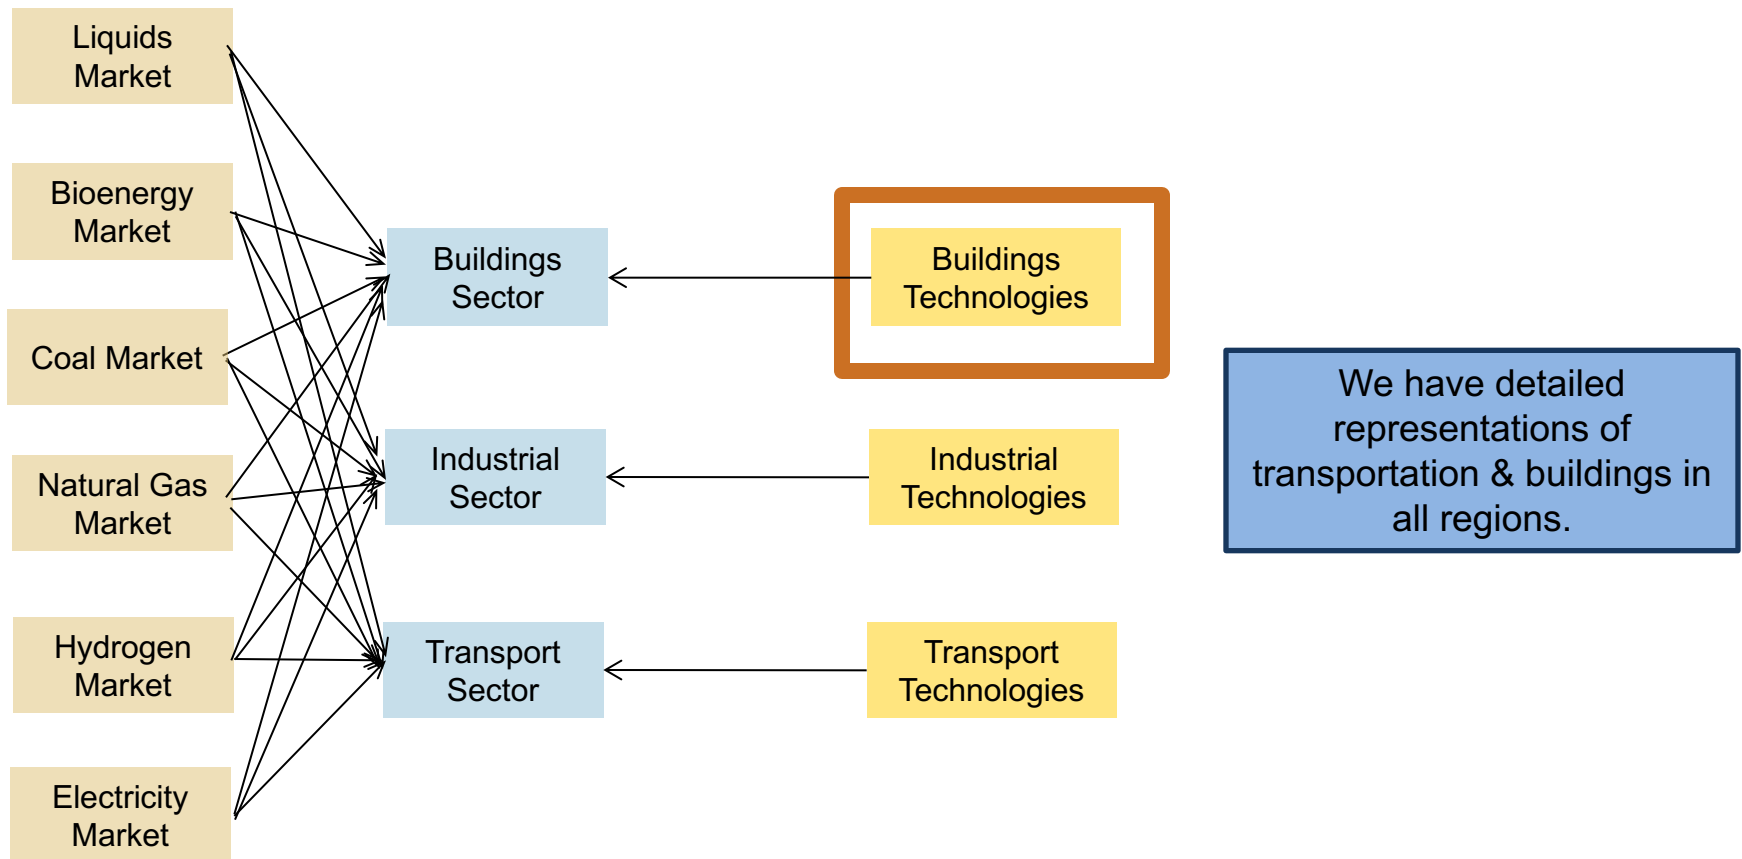 Liquids
Market
Bioenergy
Market
Coal Market
Natural Gas
Market
Hydrogen
Market
Electricity
Market
Buildings
Sector
Industrial
Sector
Transport
Sector
Buildings
Technologies
Industrial
Technologies
Transport
Technologies
We have detailed
representations of
transportation & buildings in
all regions.